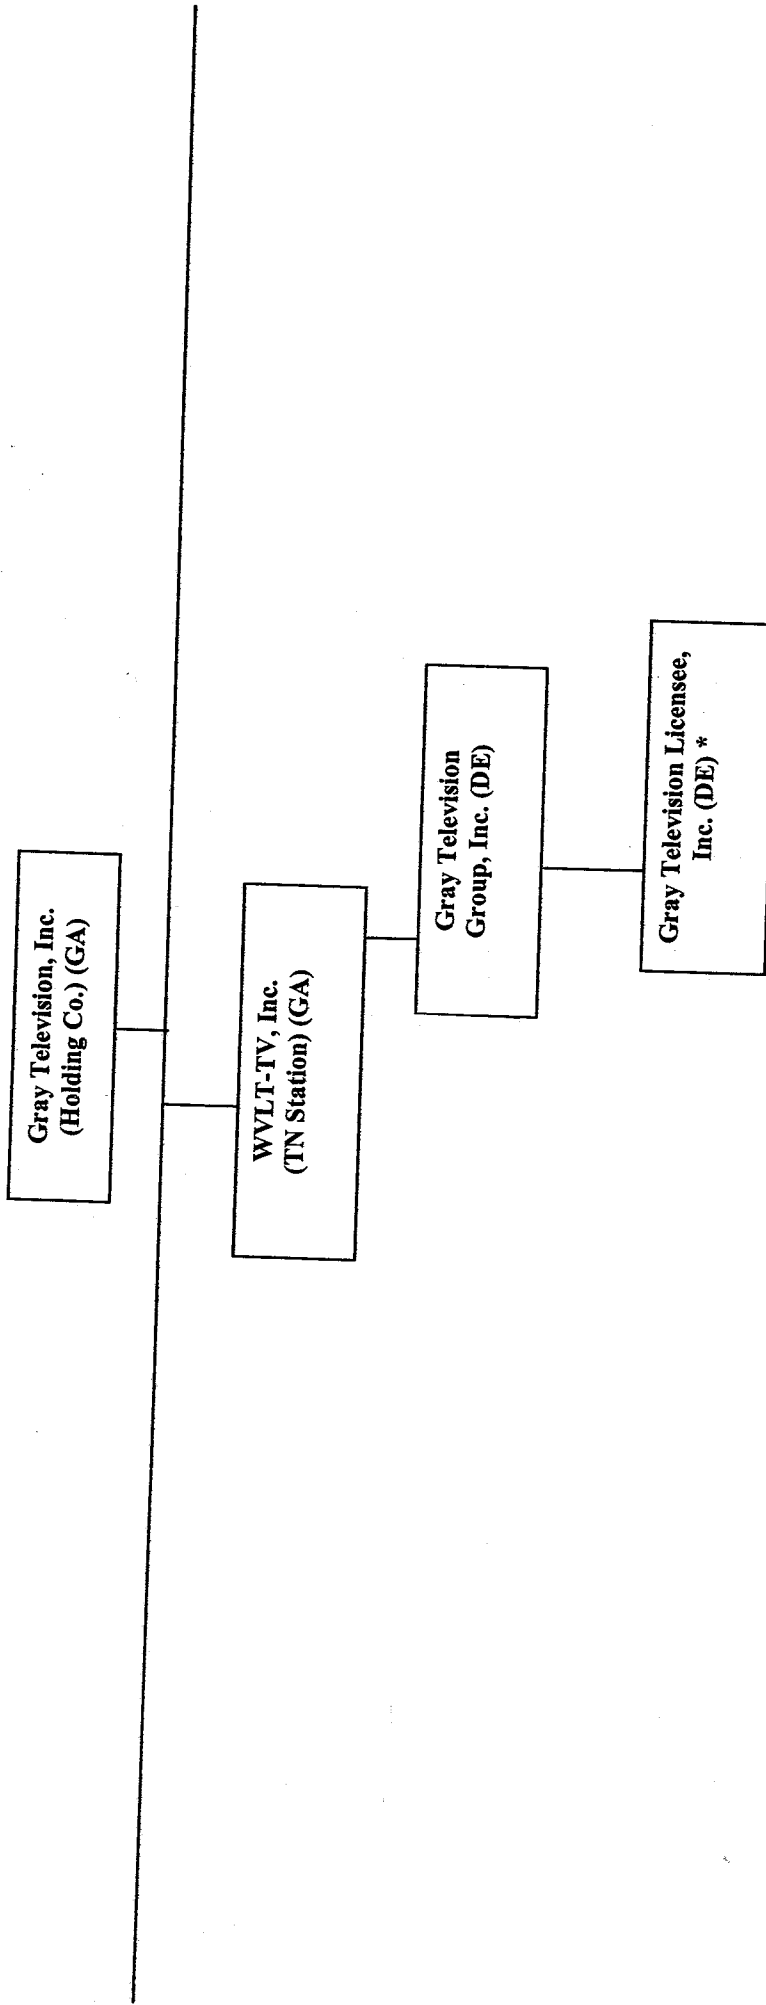 Gray Television, Inc.
(Holding Co.) (GA)
WVLT-TV, Inc.
(TN Station) (GA)
Gray Television
Group, Inc. (DE)
Gray Television Licensee,
Inc. (DE) *